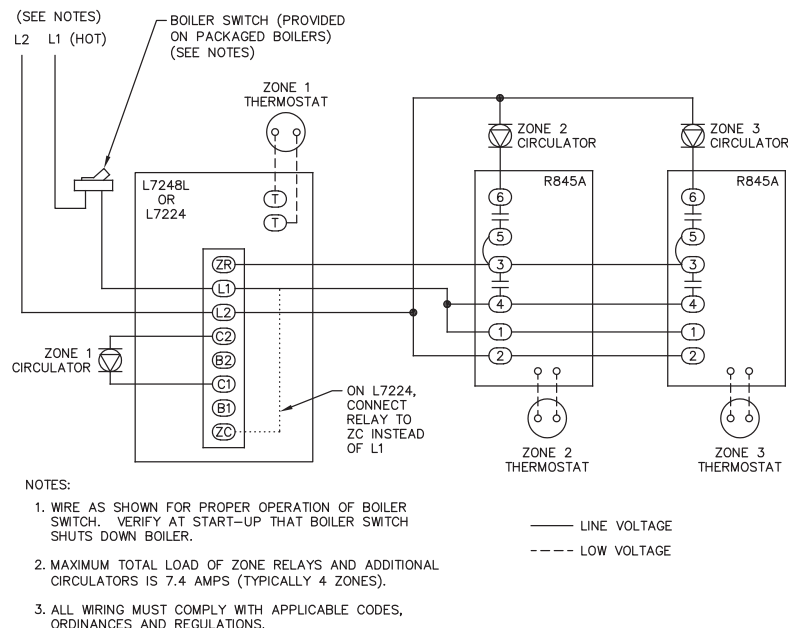 (SEE NOTES)
L2 L1 (HOT)
BOILER SWITCH (PROVIDED
ON PACKAGED BOILERS)
(SEE NOTES)
ZONE 1
THERMOSTAT
L7248L
OR
L7224
T
T
ZR
L1
L2
C2
B2
C1
B1
ZC
ZONE 1
CIRCULATOR
ON L7224,
CONNECT
RELAY TO
ZC INSTEAD
OF L1
ZONE 2
CIRCULATOR
R845A
6
5
3
4
1
2
ZONE 2
THERMOSTAT
ZONE 3
CIRCULATOR
R845A
6
5
3
4
1
2
ZONE 3
THERMOSTAT
LINE VOLTAGE
LOW VOLTAGE
NOTES:
1. WIRE AS SHOWN FOR PROPER OPERATION OF BOILER
SWITCH. VERIFY AT START-UP THAT BOILER SWITCH
SHUTS DOWN BOILER.
2. MAXIMUM TOTAL LOAD OF ZONE RELAYS AND ADDITIONAL
CIRCULATORS IS 7.4 AMPS (TYPICALLY 4 ZONES).
3. ALL WIRING MUST COMPLY WITH APPLICABLE CODES,
ORDINANCES AND REGULATIONS.